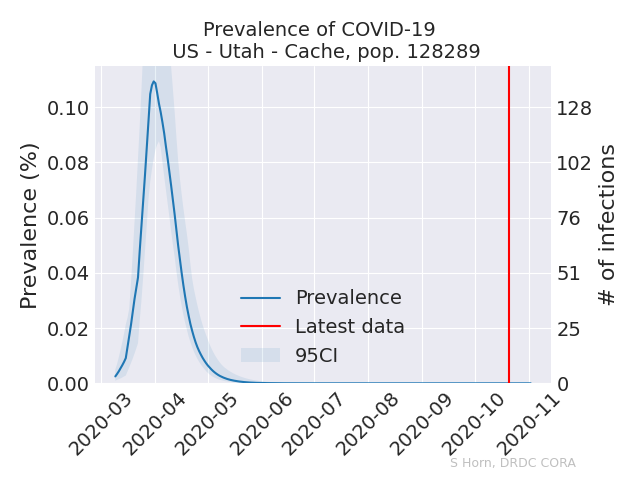 Prevalence of COVID-19
US - Utah - Cache, pop. 128289
Prevalence (%)
0.10
0.08
0.06
0.04
0.02
0.00
128
102
76
51
25
0
# of infections
Prevalence
Latest data
95CI
2020-03
2020-04
2020-05
2020-06
2020-07
2020-08
2020-09
2020-10
2020-11
S Horn, DRDC CORA